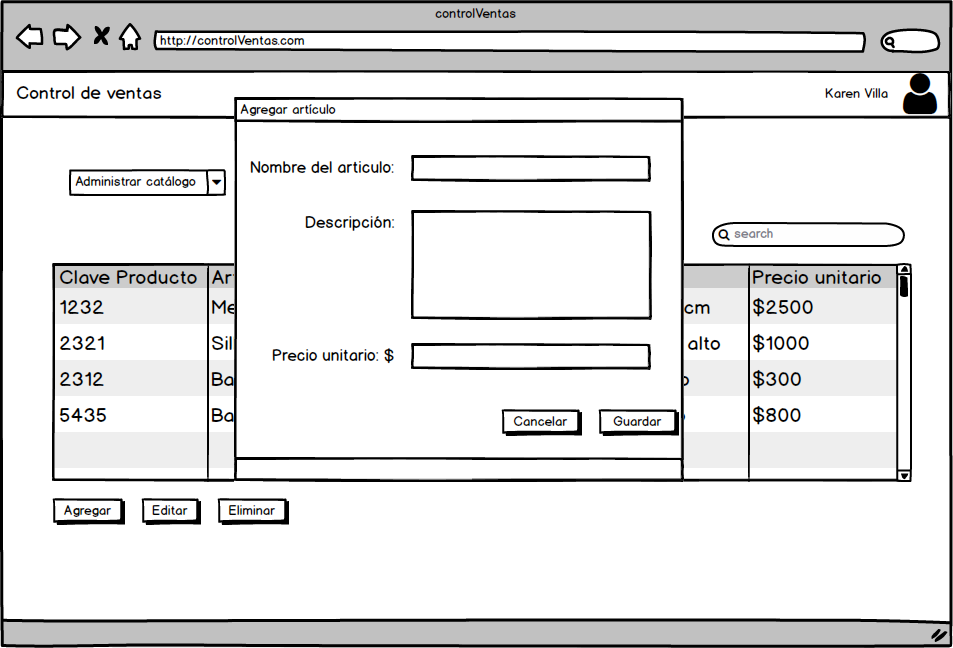 controlVentas
http://controlVentas.com
Control de ventas
Karen Villa
Agregar artículo
Administrar catálogo
Nombre del articulo:
Descripción:
Precio unitario: $
Cancelar
Guardar
search
Clave Producto Ar Precio unitario
1232 Me cm $2500
2321 Sil alto $1000
2312 Ba $300
5435 Ba $800
Agregar
Editar
Eliminar